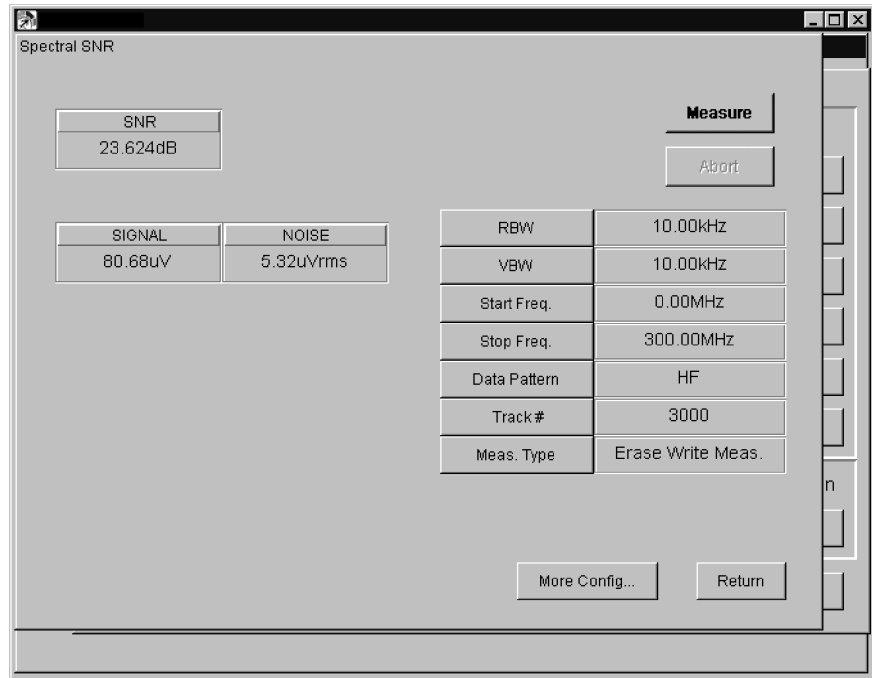 Spectral SNR
SNR
23.624dB
Measure
Abort
SIGNAL NOISE
80.68uV 5.32uVrms
RBW 10.00kHz
VBW 10.00kHz
Start Freq. 0.00MHz
Stop Freq. 300.00MHz
Data Pattern HF
Track# 3000
Meas. Type Erase Write Meas.
n
More Config... Return